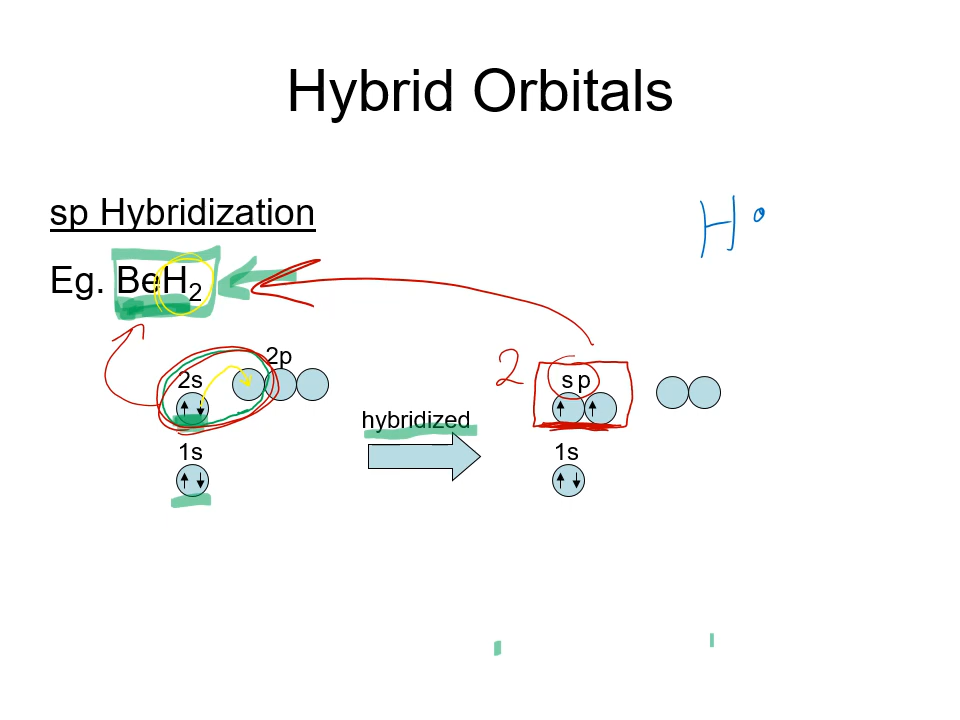 Hybrid Orbitals
sp Hybridization
H
Eg. BeH₂
2p
2s
2 sp
hybridized
1s
1s